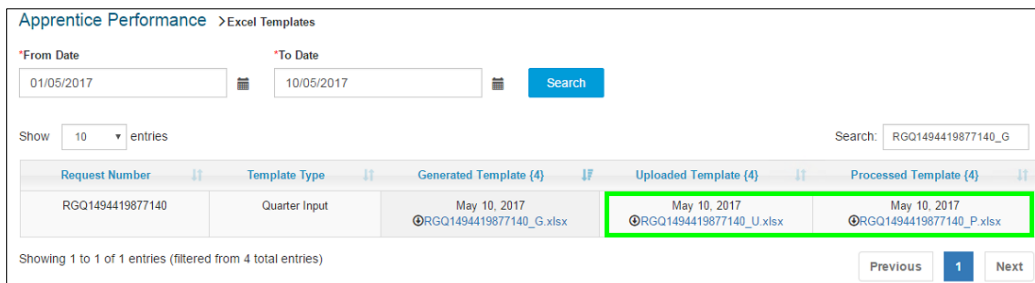 Apprentice Performance >Excel Templates
*From Date *To Date
01/05/2017 10/05/2017 Search
Show 10 entries Search: RGQ1494419877140_G
Request Number Template Type Generated Template {4} Uploaded Template {4} Processed Template {4}
RGQ1494419877140 Quarter Input May 10, 2017 May 10, 2017 May 10, 2017
RGQ1494419877140_G.xlsx RGQ1494419877140_U.xlsx RGQ1494419877140_P.xlsx
Showing 1 to 1 of 1 entries (filtered from 4 total entries) Previous 1 Next